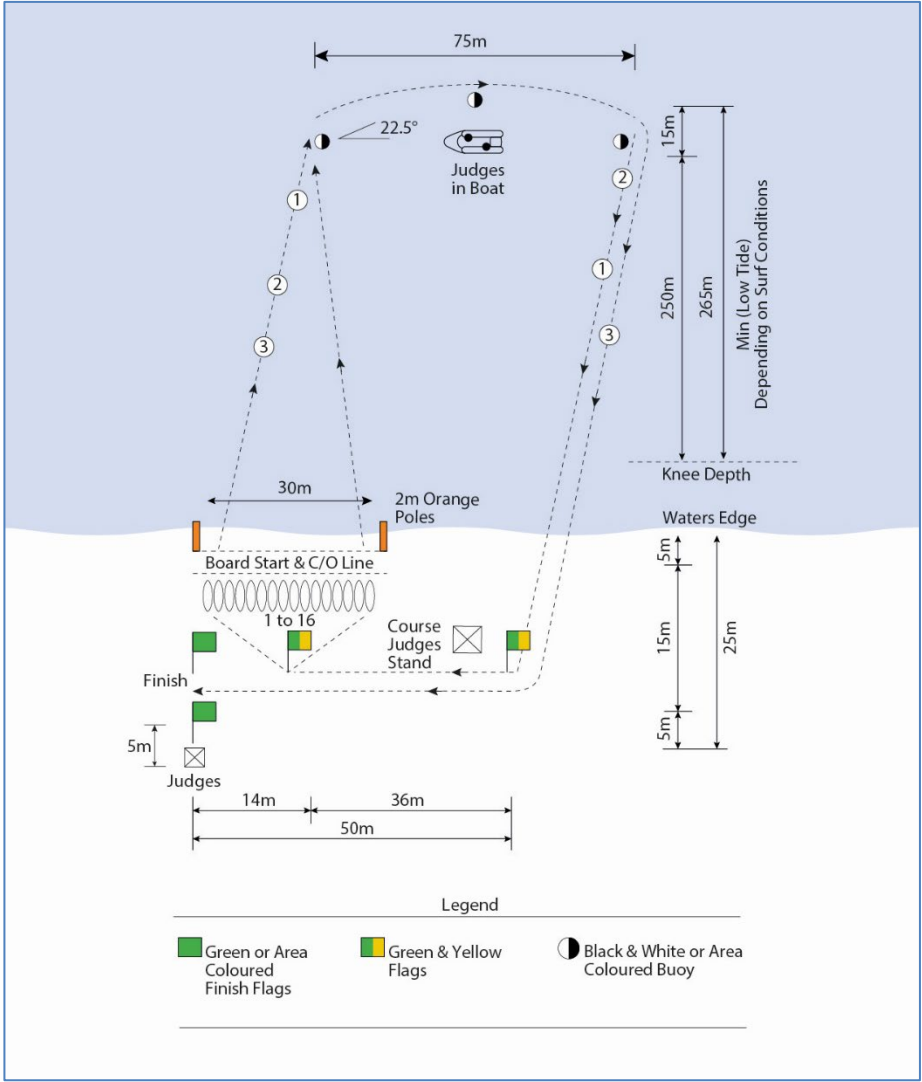 75m
22.5°
Judges
in Boat
15m
1
2
2
1
3
3
250m
265m
Min (Low Tide)
Depending on Surf Conditions
Knee Depth
30m
2m Orange
Poles
Waters Edge
Board Start & C/O Line
5m
1 to 16
Course
Judges
Stand
15m
25m
Finish
5m
5m
Judges
14m
36m
50m
Legend
Green or Area
Coloured
Finish Flags
Green & Yellow
Flags
Black & White or Area
Coloured Buoy